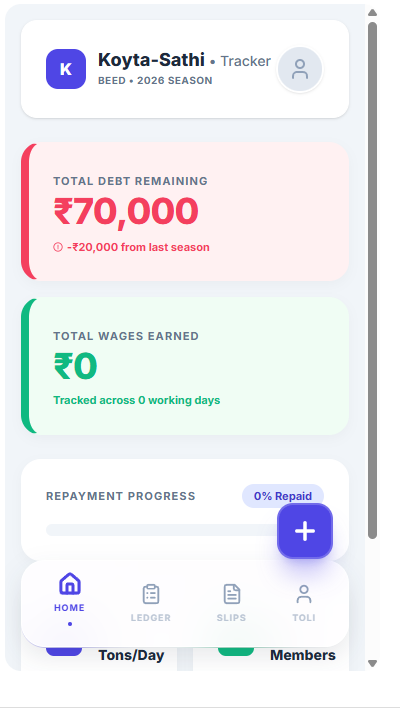 K
Koyta-Sathi • Tracker
BEED • 2026 SEASON
TOTAL DEBT REMAINING
₹70,000
-₹20,000 from last season
TOTAL WAGES EARNED
₹0
Tracked across 0 working days
REPAYMENT PROGRESS
0% Repaid
+
HOME
LEDGER
SLIPS
TOLI
Tons/Day
Members